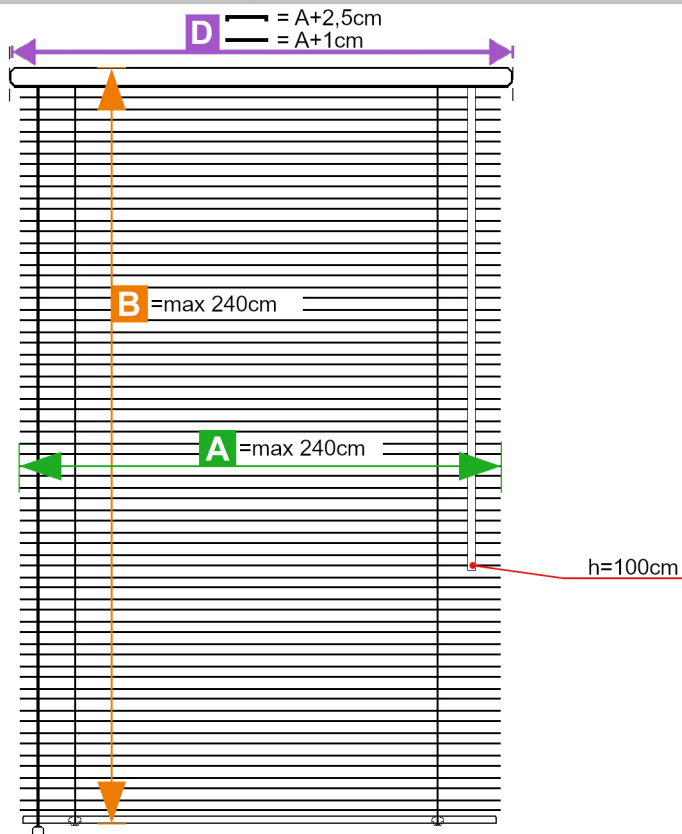 D
= A+2,5cm
= A+1cm
B =max 240cm
A =max 240cm
h=100cm